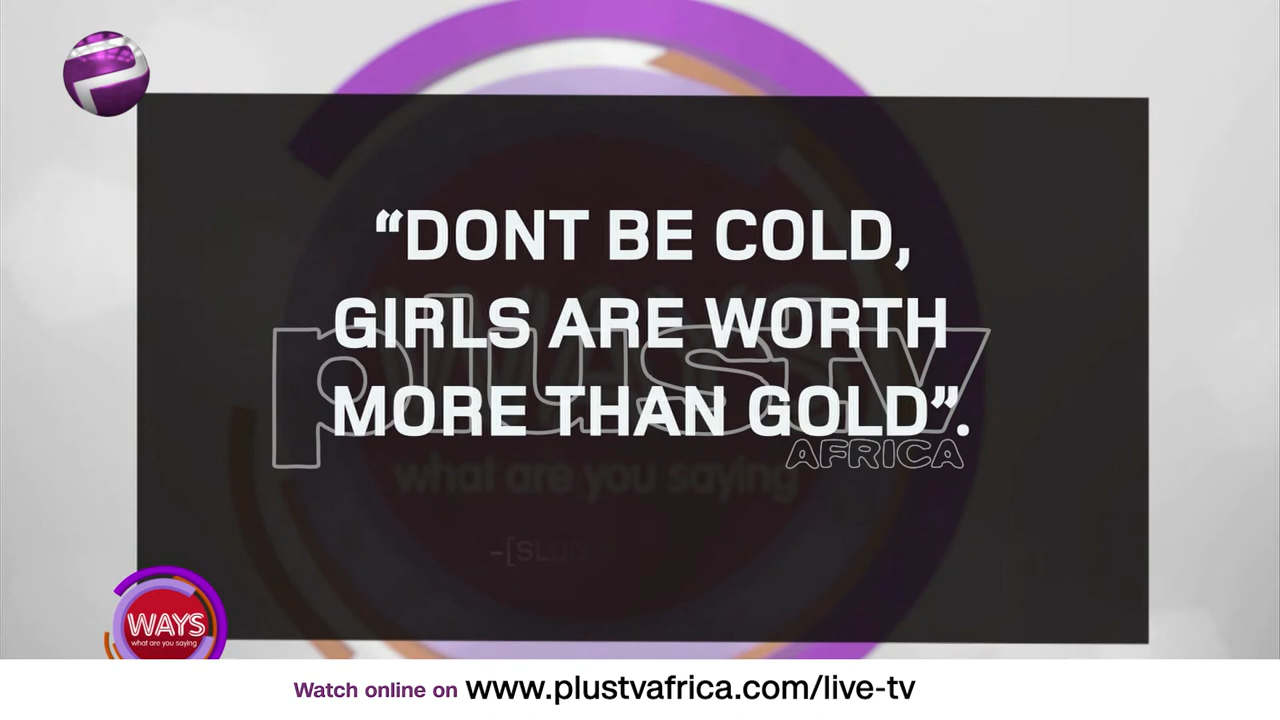 “DONT BE COLD,
GIRLS ARE WORTH
MORE THAN GOLD”.
plustv
AFRICA
what are you saying
WAYS
what are you saying
Watch online on www.plustvafrica.com/live-tv